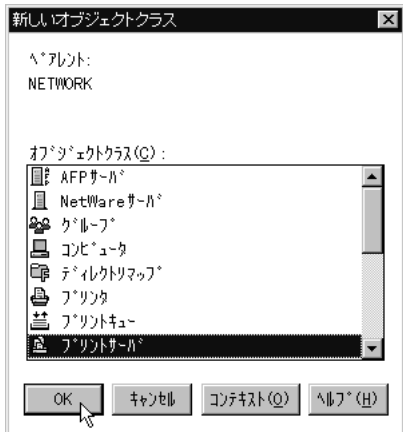 新しいオブジェクトクラス
ﾍﾟｱﾚﾝﾄ:
NETWORK
ｵﾌﾞｼﾞｪｸﾄｸﾗｽ(C) :
AFPｻｰﾊﾞ
NetWareｻｰﾊﾞ
ｸﾞﾙｰﾌﾟ
ｺﾝﾋﾟｭｰﾀ
ﾃﾞｨﾚｸﾄﾘﾏｯﾌﾟ
ﾌﾟﾘﾝﾀ
ﾌﾟﾘﾝﾄｷｭｰ
ﾌﾟﾘﾝﾄｻｰﾊﾞ
OK ｷｬﾝｾﾙ ｺﾝﾃｷｽﾄ(O) ﾍﾙﾌﾟ(H)